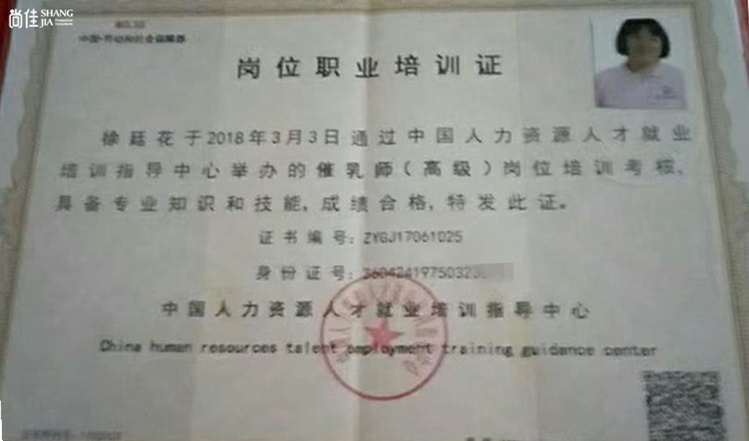 尚佳 SHANG JIA
岗位职业培训证
徐廷花于2018年3月3日通过中国人力资源人才就业
培训指导中心举办的催乳师（高级）岗位培训考核，
具备专业知识和技能，成绩合格，特发此证。
证书编号：ZYGJ17061025
身份证号：
中国人力资源人才就业培训指导中心
China human resources talent employment training guidance center